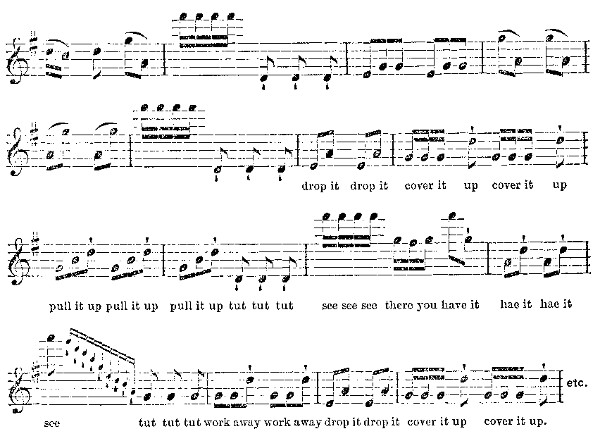 drop it drop it cover it up cover it up
pull it up pull it up pull it up tut tut tut see see see there you have it hae it hae it
etc.
see tut tut tut work away work away drop it drop it cover it up cover it up.